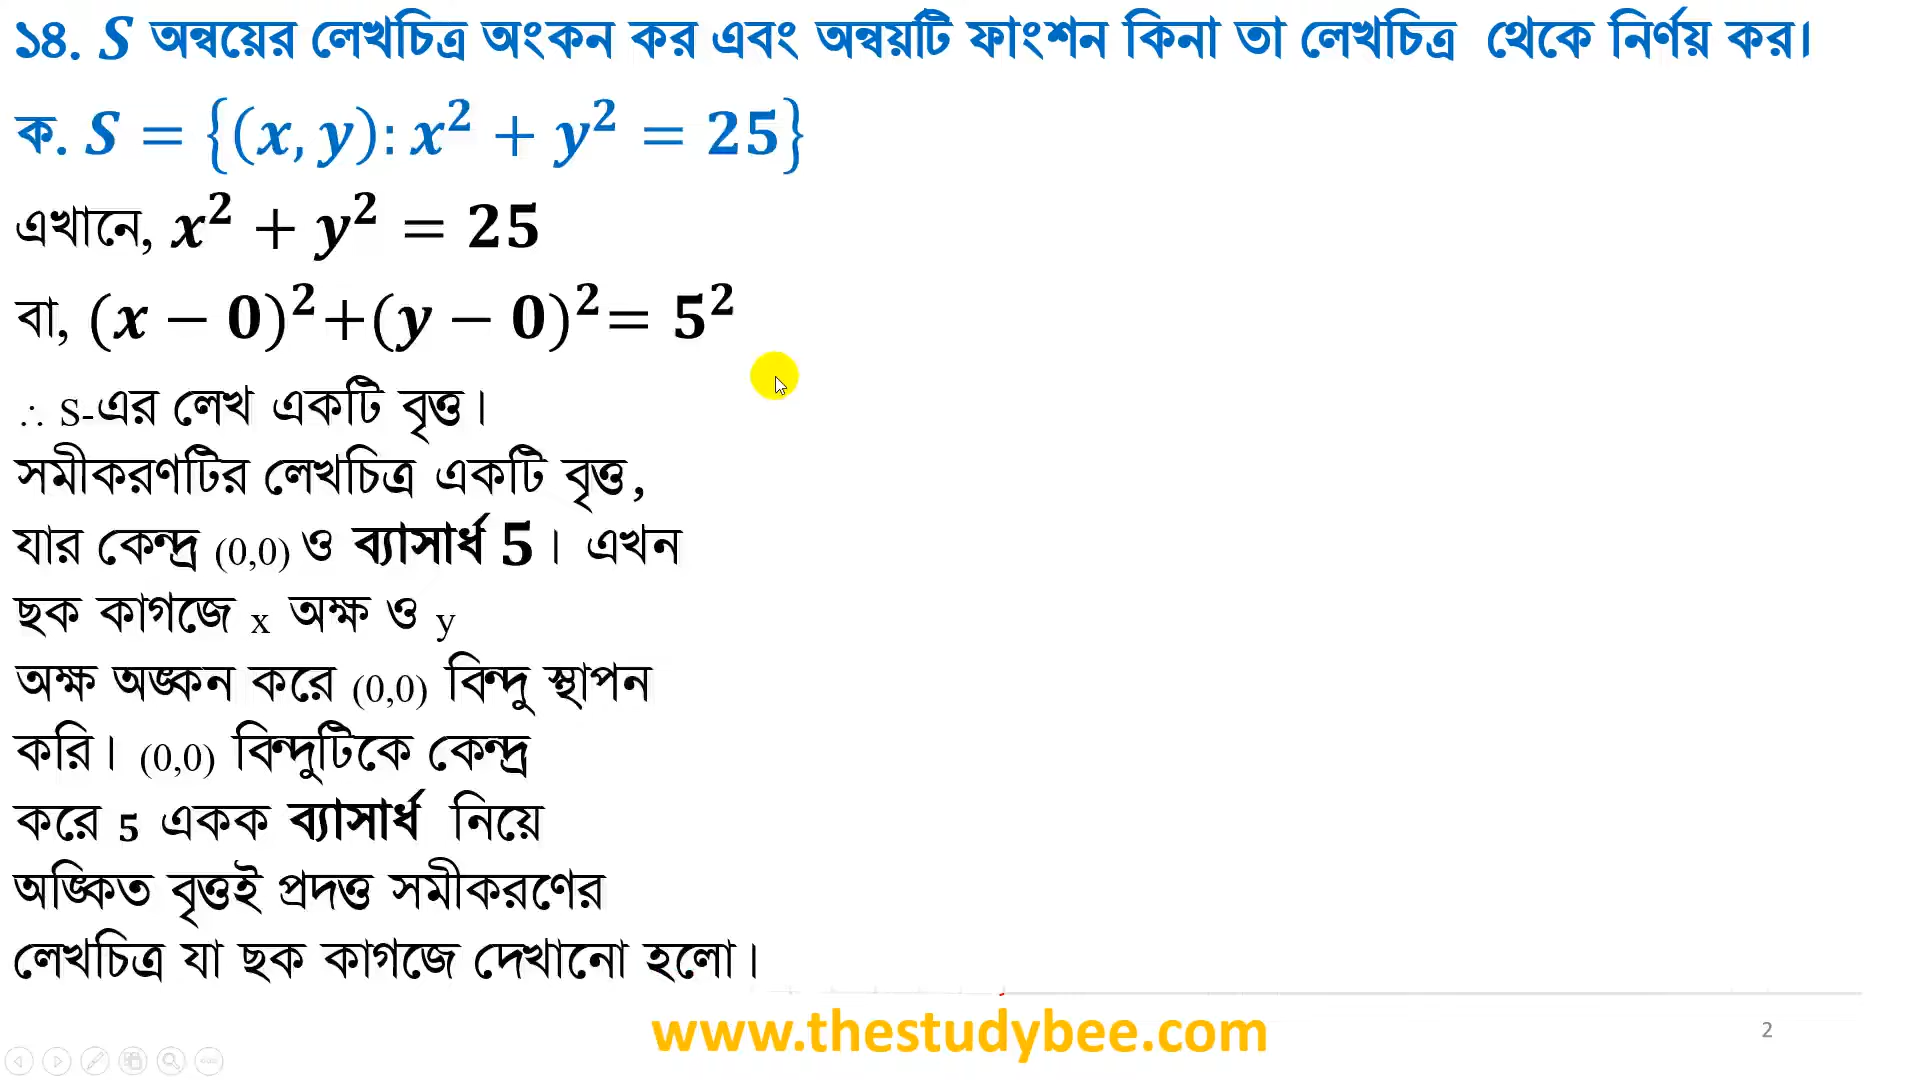 ১৪. S অন্বয়ের লেখচিত্র অংকন কর এবং অন্বয়টি ফাংশন কিনা তা লেখচিত্র থেকে নির্ণয় কর।
ক. S = {(x, y): x² + y² = 25}
এখানে, x² + y² = 25
বা, (x − 0)²+(y − 0)²= 5²
∴ S-এর লেখ একটি বৃত্ত।
সমীকরণটির লেখচিত্র একটি বৃত্ত,
যার কেন্দ্র (0,0) ও ব্যাসার্ধ 5। এখন
ছক কাগজে x অক্ষ ও y
অক্ষ অঙ্কন করে (0,0) বিন্দু স্থাপন
করি। (0,0) বিন্দুটিকে কেন্দ্র
করে 5 একক ব্যাসার্ধ নিয়ে
অঙ্কিত বৃত্তই প্রদত্ত সমীকরণের
লেখচিত্র যা ছক কাগজে দেখানো হলো।
www.thestudybee.com
2